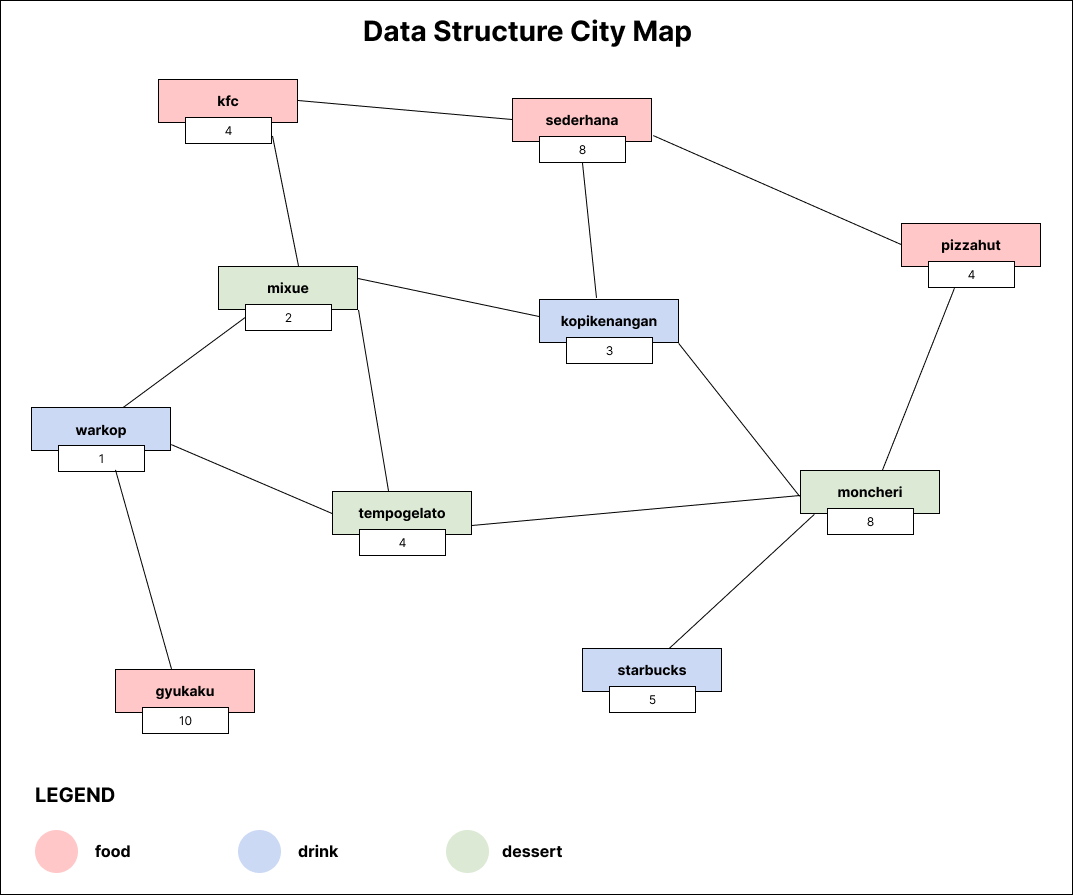 Data Structure City Map
kfc
4
sederhana
8
pizzahut
4
mixue
2
kopikenangan
3
warkop
1
tempogelato
4
moncheri
8
gyukaku
10
starbucks
5
LEGEND
food
drink
dessert